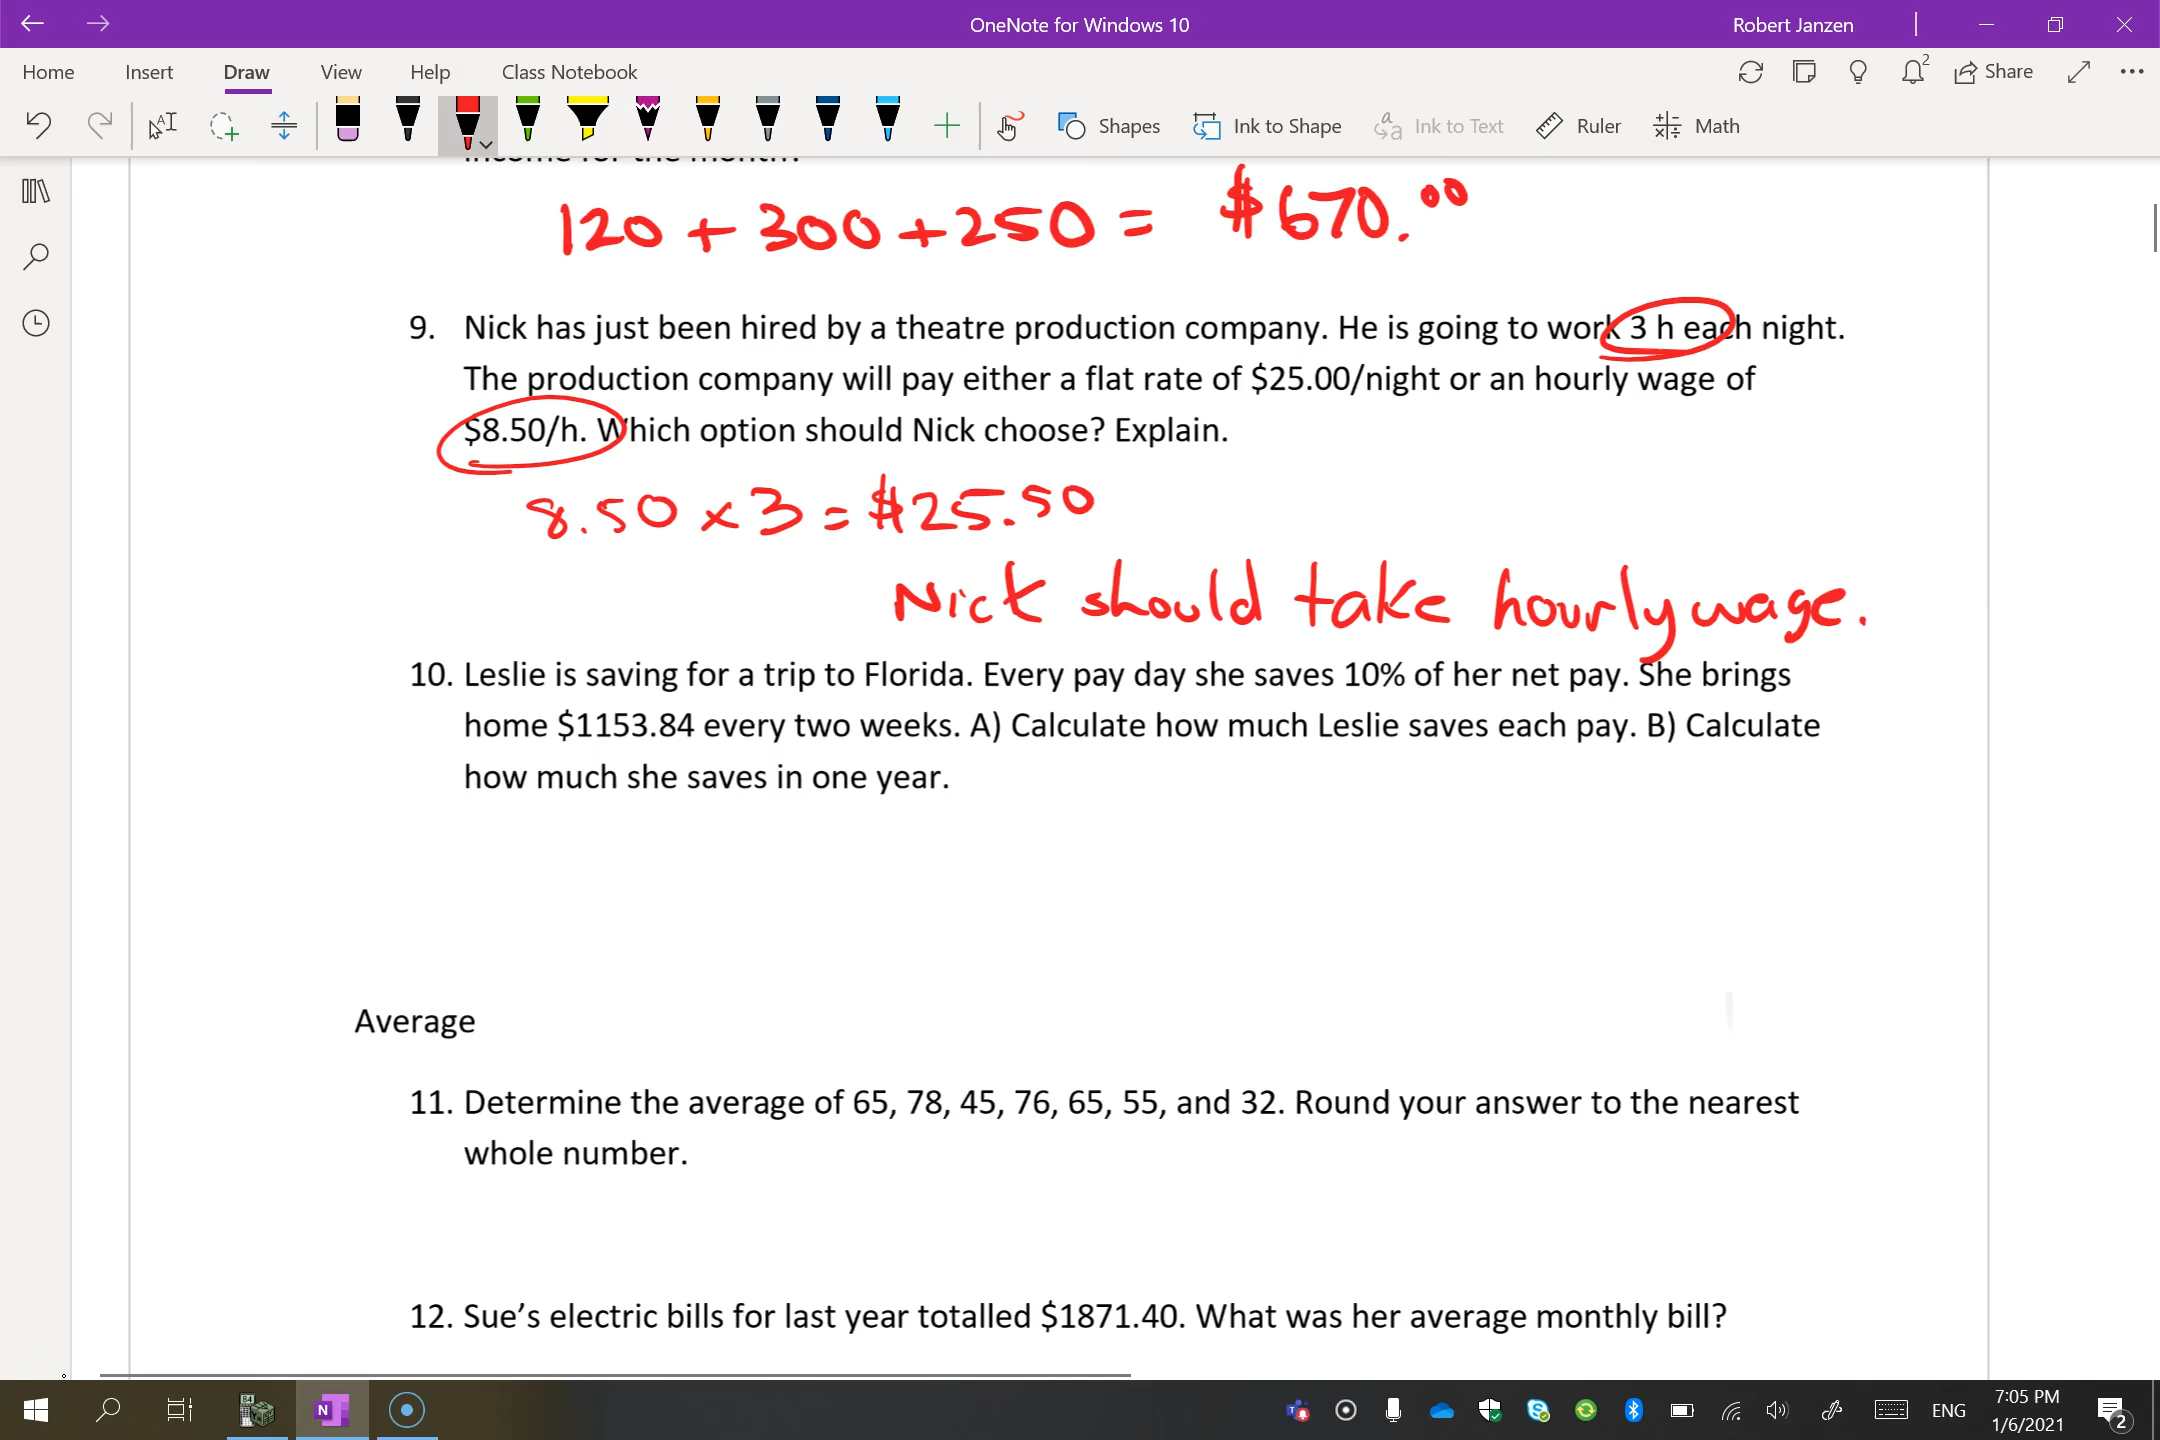 OneNote for Windows 10
Robert Janzen
Home Insert Draw View Help Class Notebook
2 Share
Shapes Ink to Shape Ink to Text Ruler Math
income for the month?
120 + 300 + 250 = $670.00
9. Nick has just been hired by a theatre production company. He is going to work 3 h each night.
The production company will pay either a flat rate of $25.00/night or an hourly wage of
$8.50/h. Which option should Nick choose? Explain.
8.50 x 3 = $25.50
Nick should take hourly wage.
10. Leslie is saving for a trip to Florida. Every pay day she saves 10% of her net pay. She brings
home $1153.84 every two weeks. A) Calculate how much Leslie saves each pay. B) Calculate
how much she saves in one year.
Average
11. Determine the average of 65, 78, 45, 76, 65, 55, and 32. Round your answer to the nearest
whole number.
12. Sue's electric bills for last year totalled $1871.40. What was her average monthly bill?
ENG
7:05 PM
1/6/2021
2